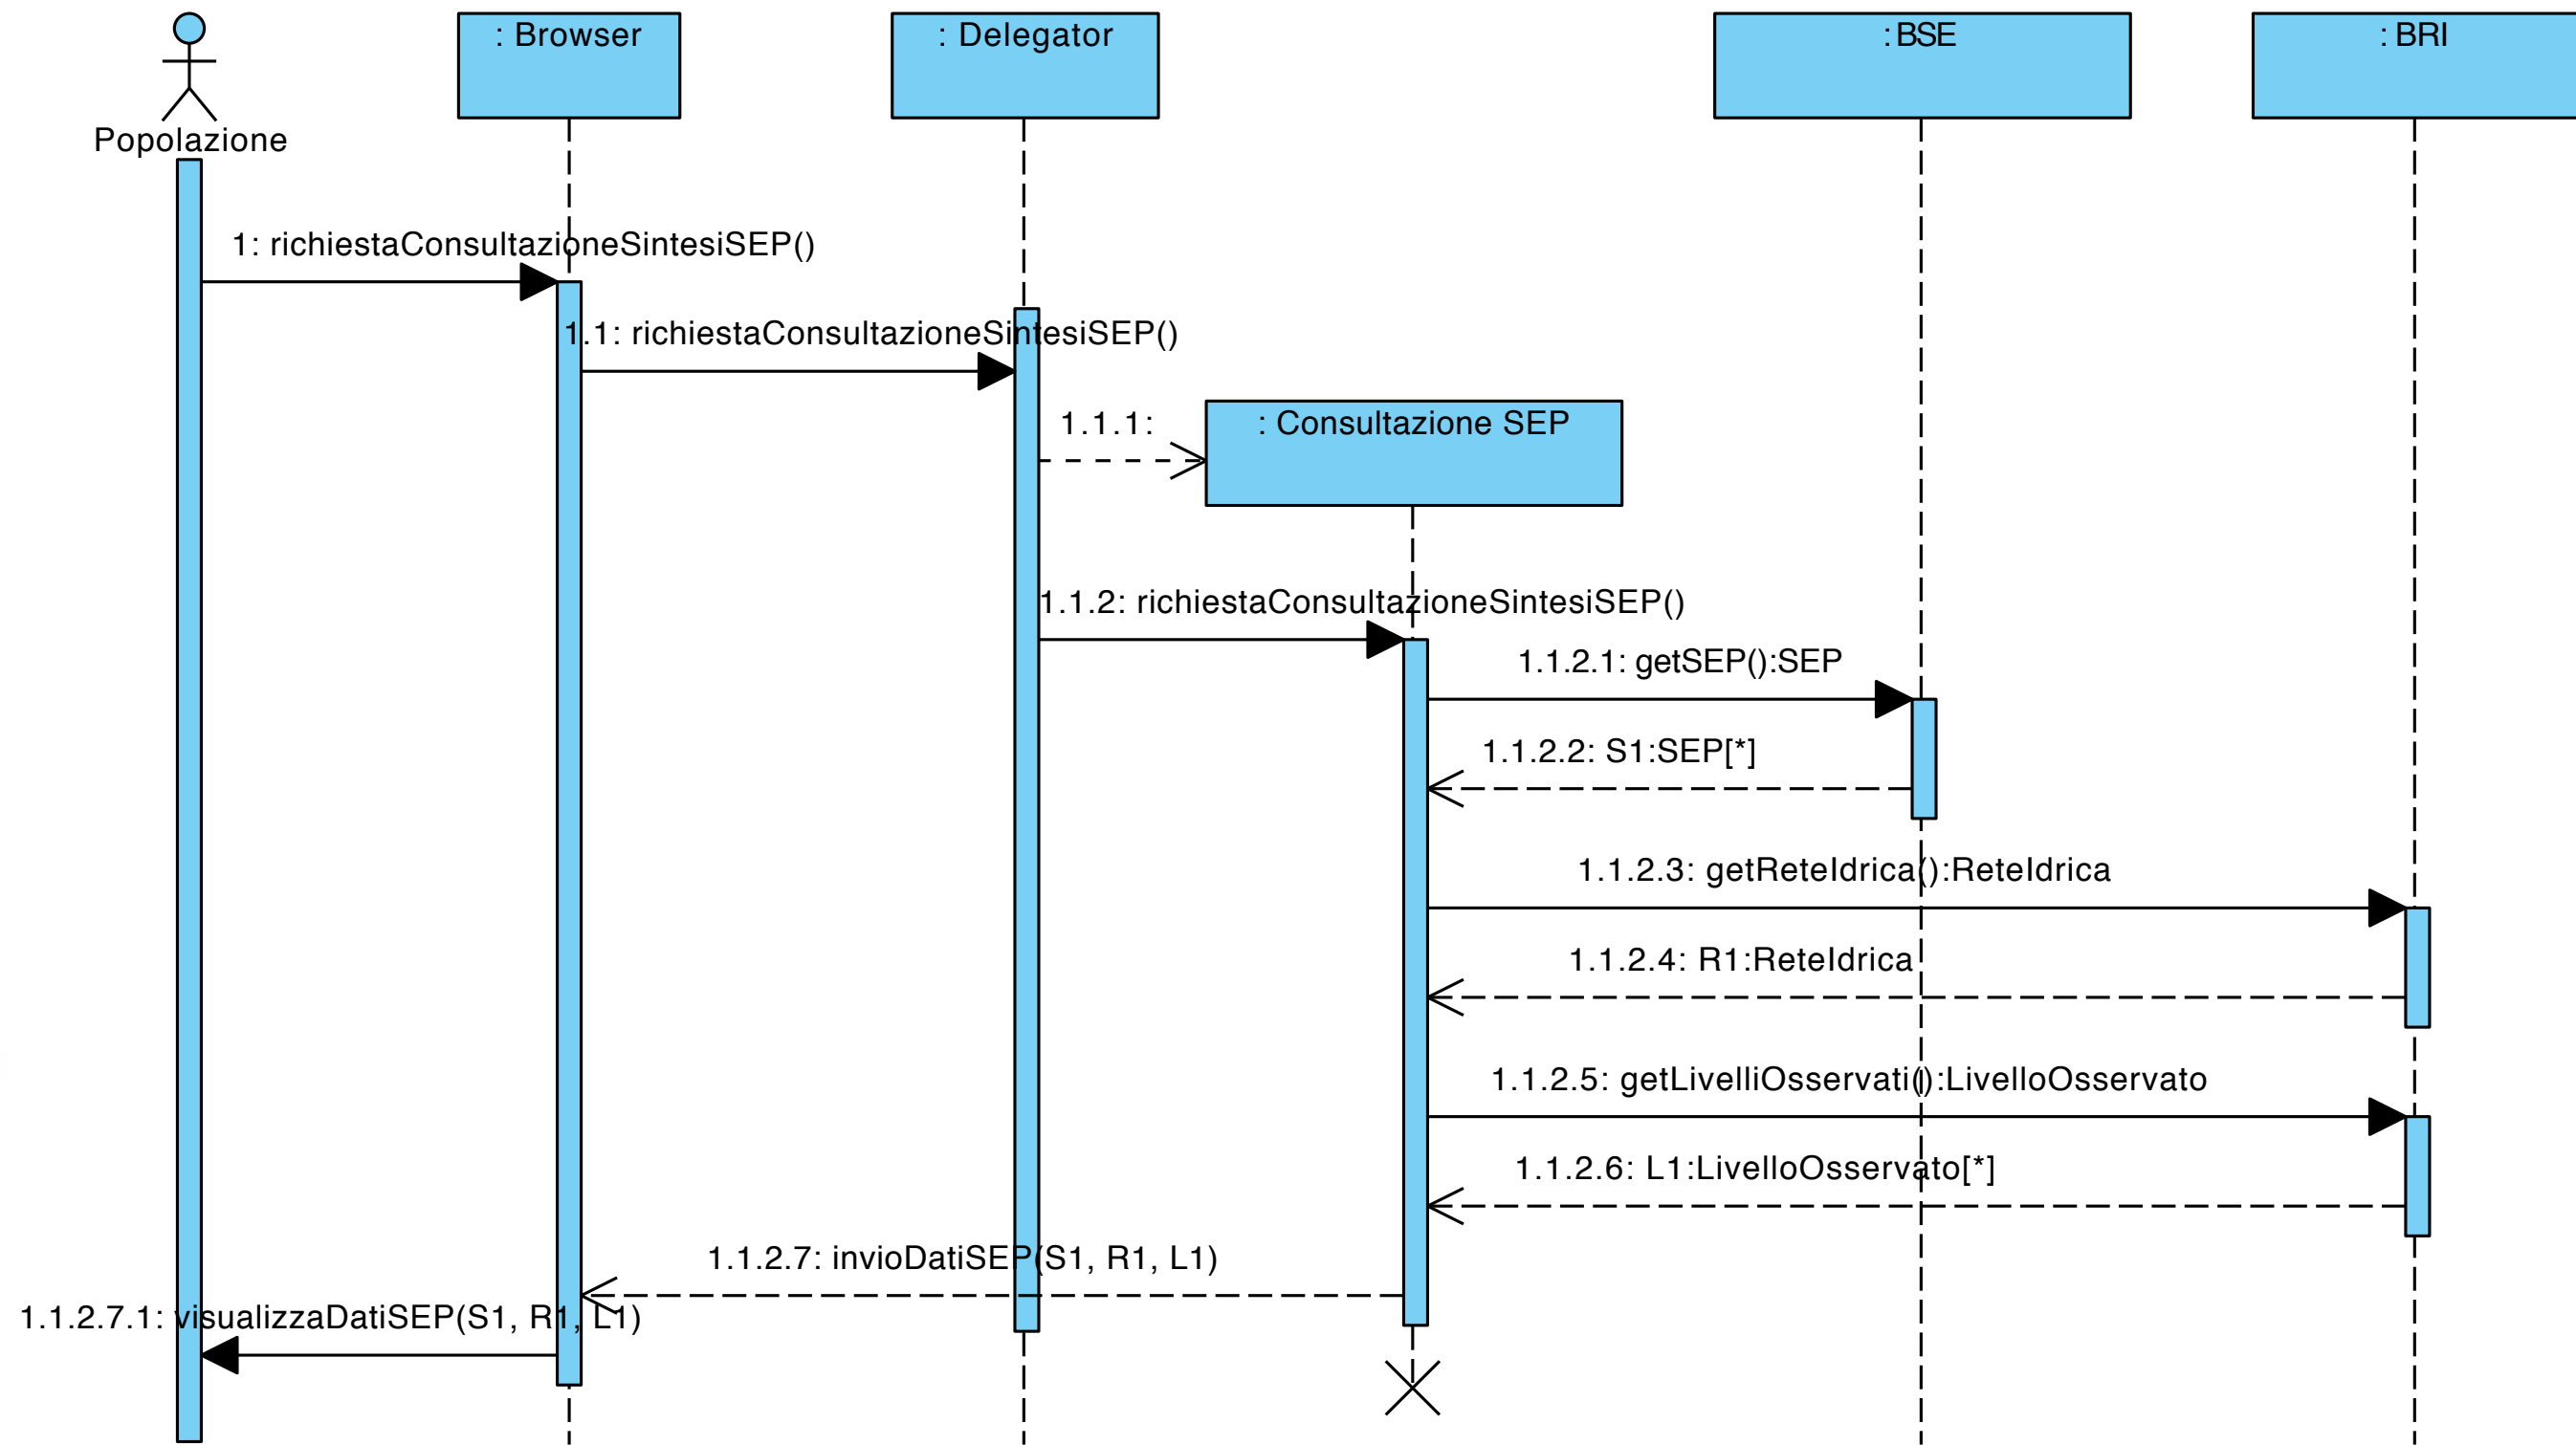 : Browser
: Delegator
: BSE
: BRI
Popolazione
1: richiestaConsultazioneSintesiSEP()
1.1: richiestaConsultazioneSintesiSEP()
1.1.1:
: Consultazione SEP
1.1.2: richiestaConsultazioneSintesiSEP()
1.1.2.1: getSEP():SEP
1.1.2.2: S1:SEP[*]
1.1.2.3: getReteIdrica():ReteIdrica
1.1.2.4: R1:ReteIdrica
1.1.2.5: getLivelliOsservati():LivelloOsservato
1.1.2.6: L1:LivelloOsservato[*]
1.1.2.7: invioDatiSEP(S1, R1, L1)
1.1.2.7.1: visualizzaDatiSEP(S1, R1, L1)